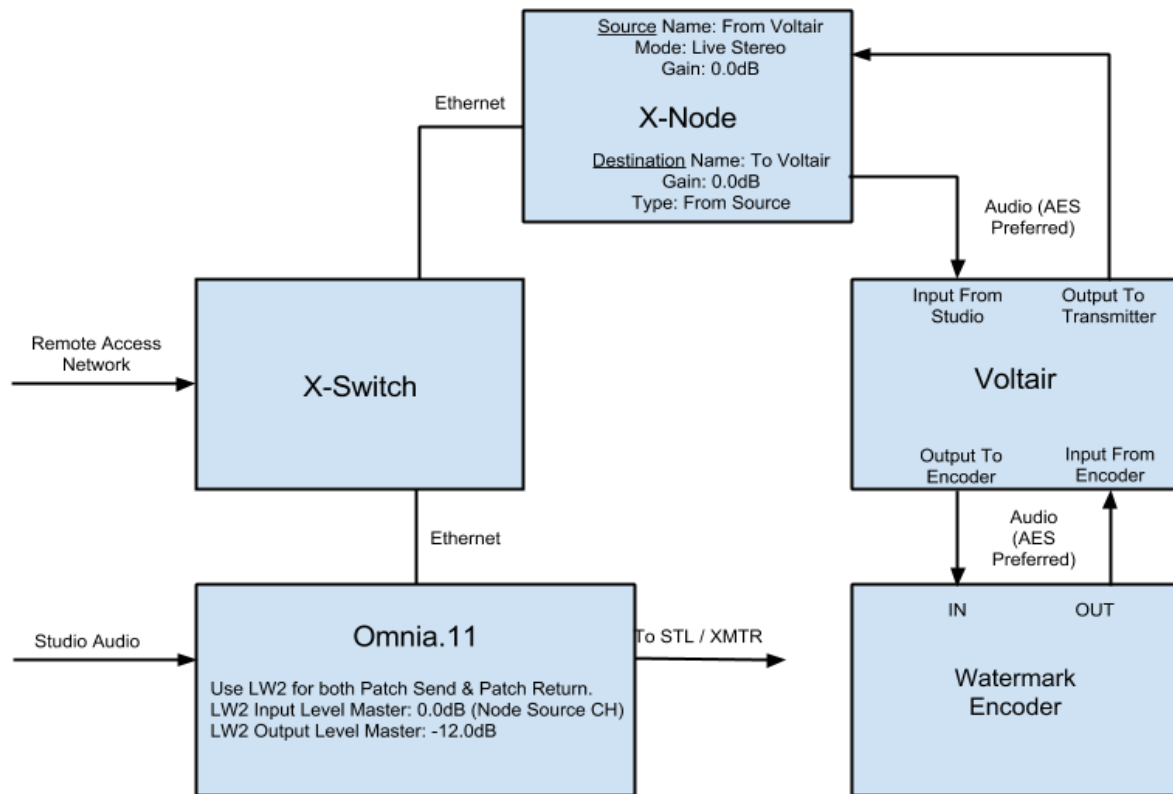 Source Name: From Voltair
Mode: Live Stereo
Gain: 0.0dB
X-Node
Destination Name: To Voltair
Gain: 0.0dB
Type: From Source
Ethernet
Audio (AES
Preferred)
Remote Access
Network
X-Switch
Input From
Studio
Output To
Transmitter
Voltair
Output To
Encoder
Input From
Encoder
Ethernet
Audio
(AES
Preferred)
Studio Audio
Omnia.11
Use LW2 for both Patch Send & Patch Return.
LW2 Input Level Master: 0.0dB (Node Source CH)
LW2 Output Level Master: -12.0dB
To STL / XMTR
IN
OUT
Watermark
Encoder